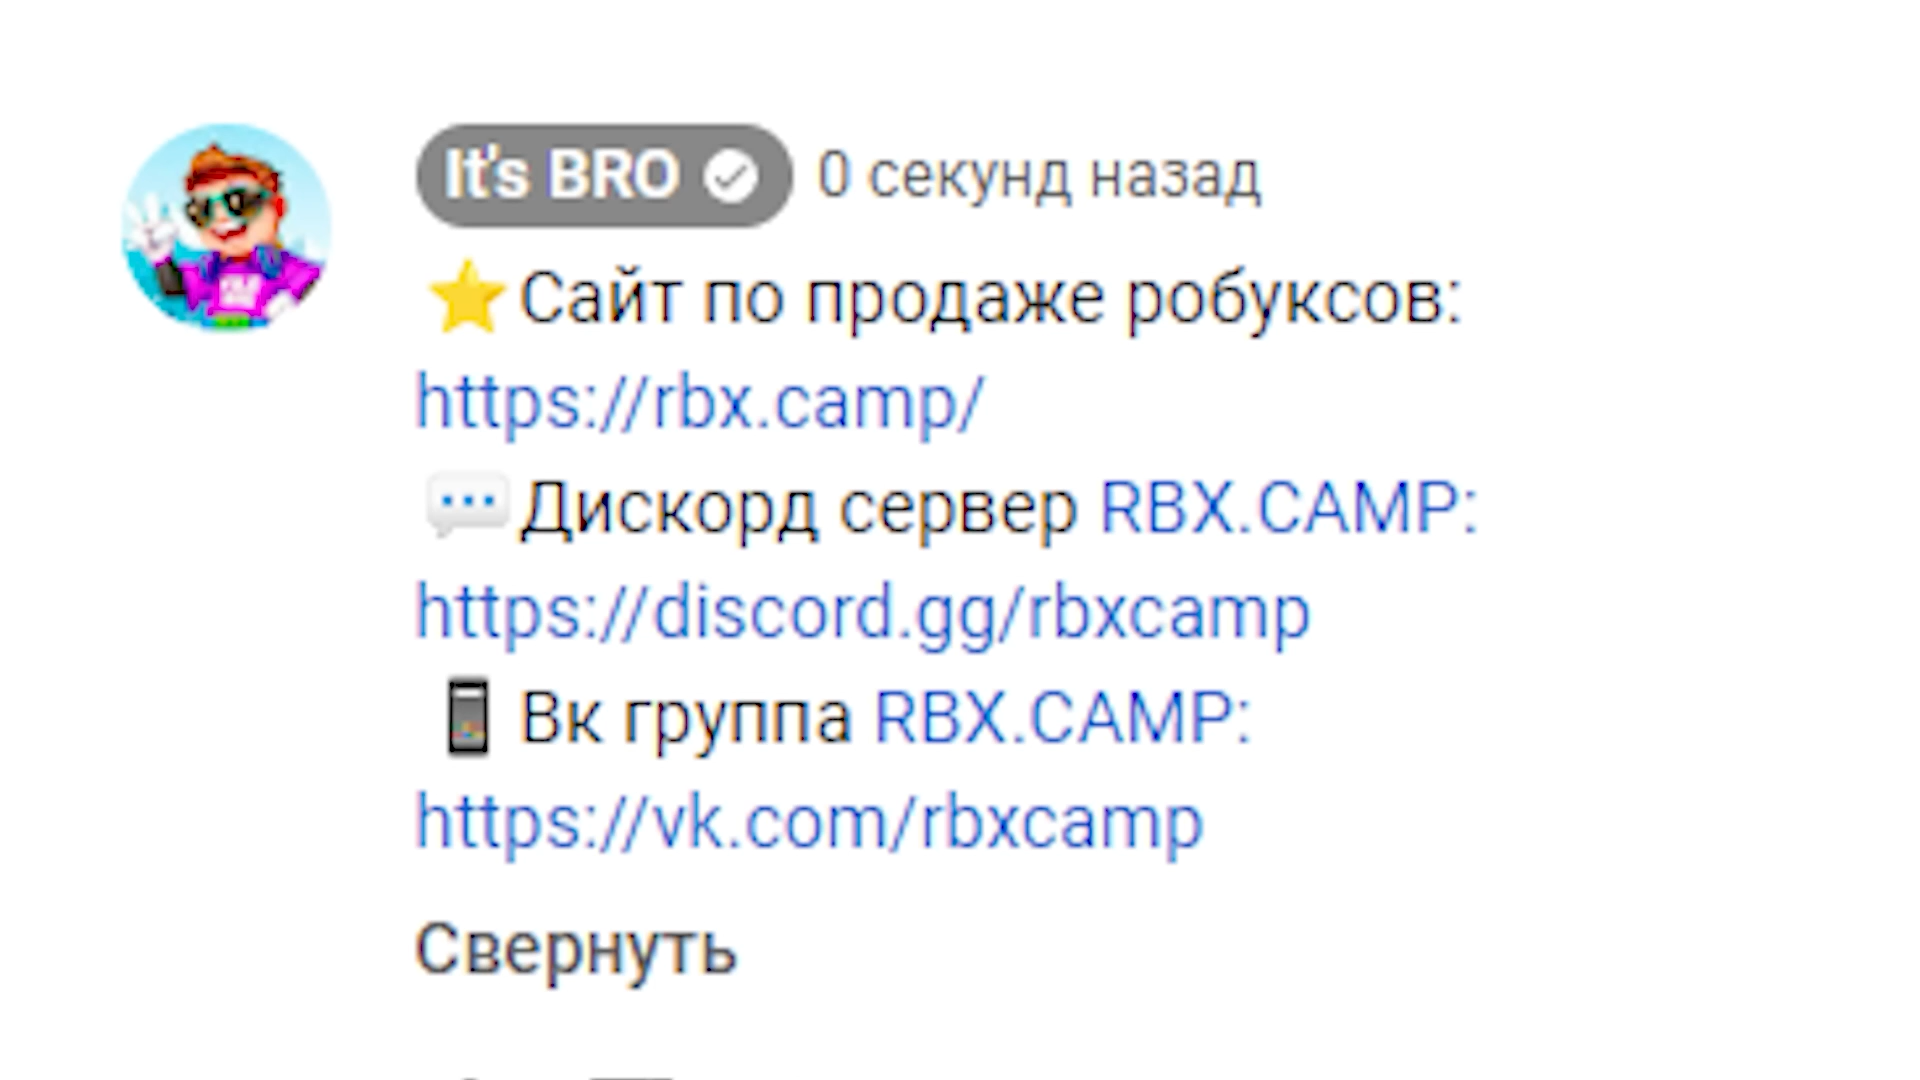 It's BRO 0 секунд назад
⭐Сайт по продаже робуксов:
https://rbx.camp/
💬Дискорд сервер RBX.CAMP:
https://discord.gg/rbxcamp
📱Вк группа RBX.CAMP:
https://vk.com/rbxcamp
Свернуть